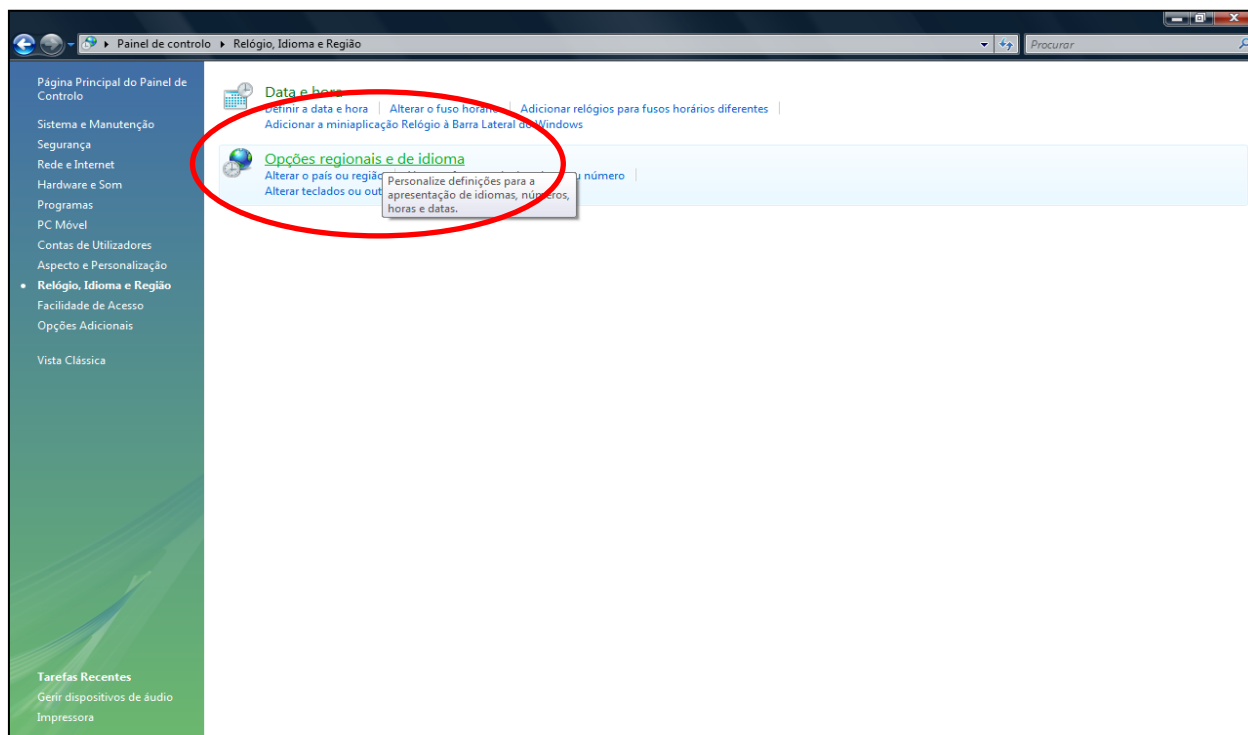 Painel de controlo Relógio, Idioma e Região
Procurar
Página Principal do Painel de
Controlo
Sistema e Manutenção
Segurança
Rede e Internet
Hardware e Som
Programas
PC Móvel
Contas de Utilizadores
Aspecto e Personalização
Relógio, Idioma e Região
Facilidade de Acesso
Opções Adicionais
Vista Clássica
Tarefas Recentes
Gerir dispositivos de áudio
Impressora
Data e hora
Definir a data e hora Alterar o fuso horário Adicionar relógios para fusos horários diferentes
Adicionar a miniaplicação Relógio à Barra Lateral do Windows
Opções regionais e de idioma
Alterar o país ou região número
Alterar teclados ou
Personalize definições para a
apresentação de idiomas, números,
horas e datas.